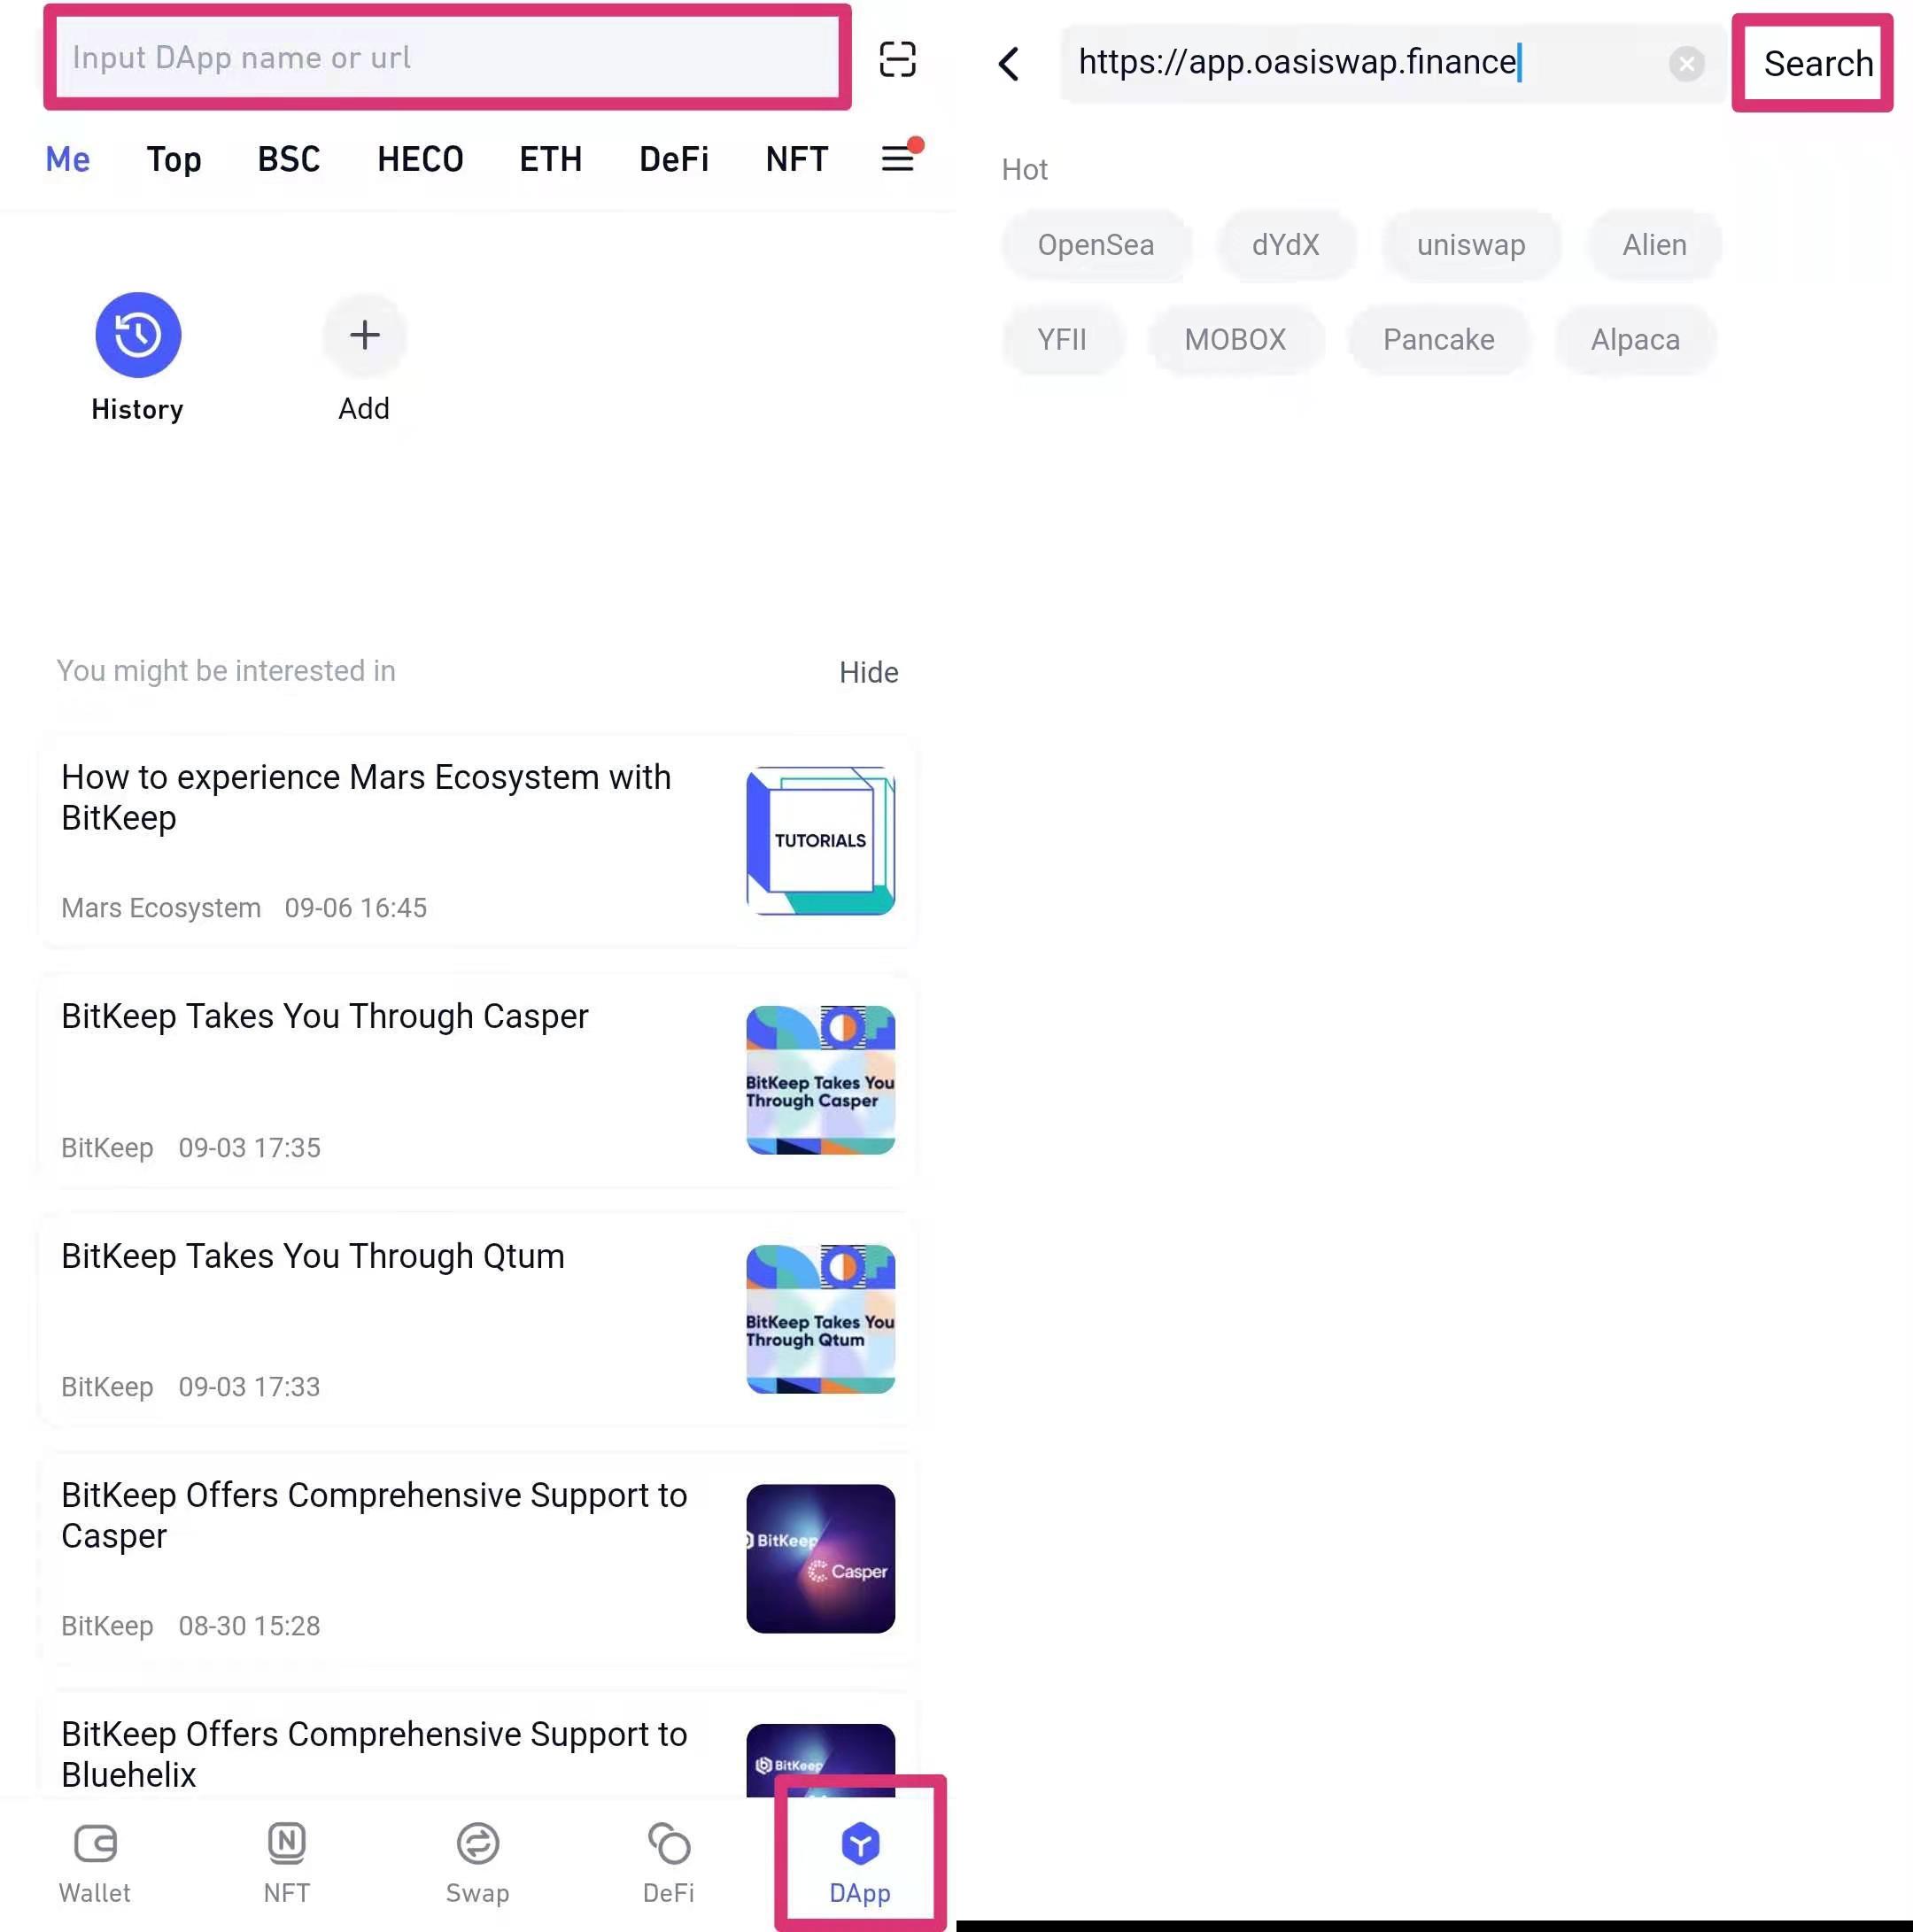 Input DApp name or url
Me Top BSC HECO ETH DeFi NFT
History Add
You might be interested in Hide
How to experience Mars Ecosystem with
BitKeep
Mars Ecosystem 09-06 16:45
TUTORIALS
BitKeep Takes You Through Casper
BitKeep 09-03 17:35
BitKeep Takes You
Through Casper
BitKeep Takes You Through Qtum
BitKeep 09-03 17:33
BitKeep Takes You
Through Qtum
BitKeep Offers Comprehensive Support to
Casper
BitKeep 08-30 15:28
BitKeep
Casper
BitKeep Offers Comprehensive Support to
Bluehelix
BitKeep
Wallet NFT Swap DeFi DApp
https://app.oasiswap.finance Search
Hot
OpenSea dYdX uniswap Alien
YFII MOBOX Pancake Alpaca